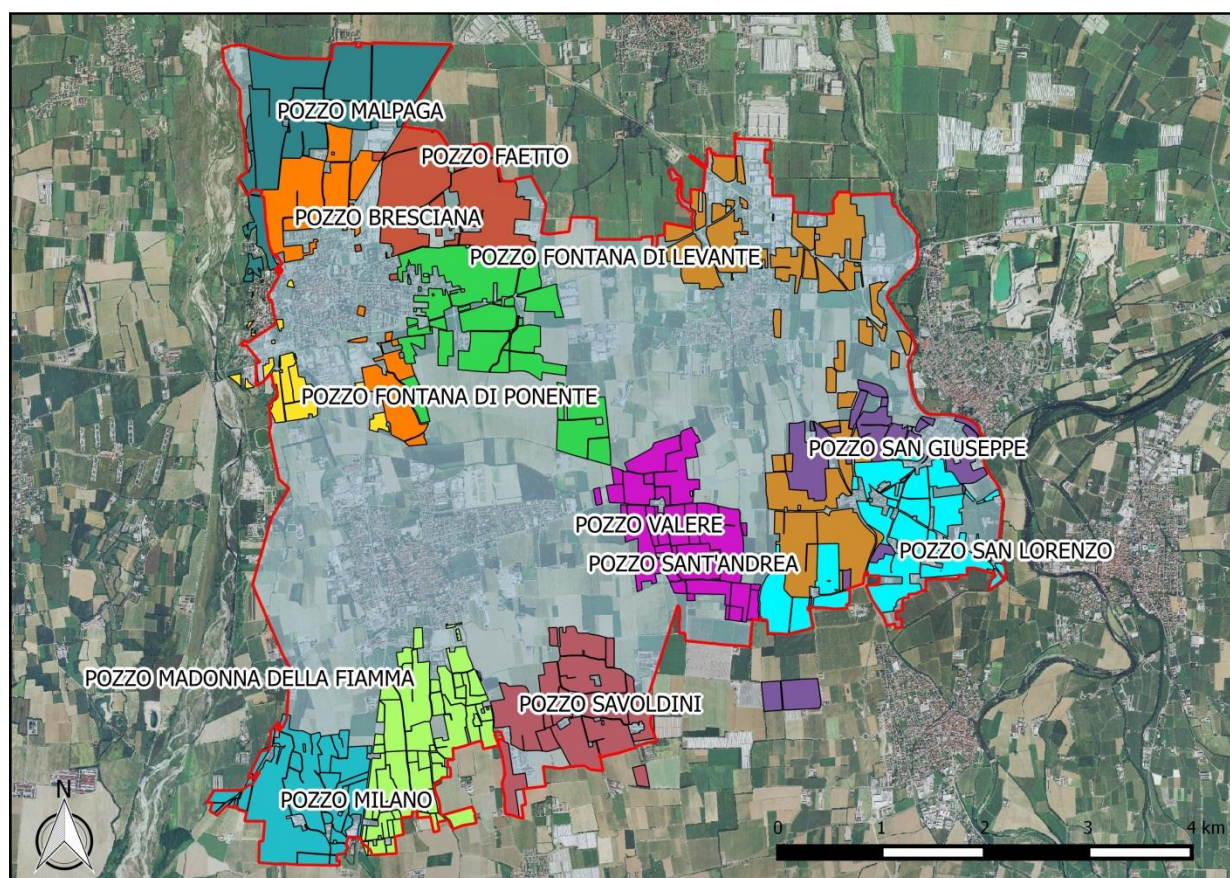 POZZO MALPAGA
POZZO FAETTO
POZZO BRESCIANA
POZZO FONTANA DI LEVANTE
POZZO FONTANA DI PONENTE
POZZO SAN GIUSEPPE
POZZO VALERE
POZZO SAN LORENZO
POZZO SANT'ANDREA
POZZO MADONNA DELLA FIAMMA
POZZO SAVOLDINI
POZZO MILANO
N
0 1 2 3 4 km